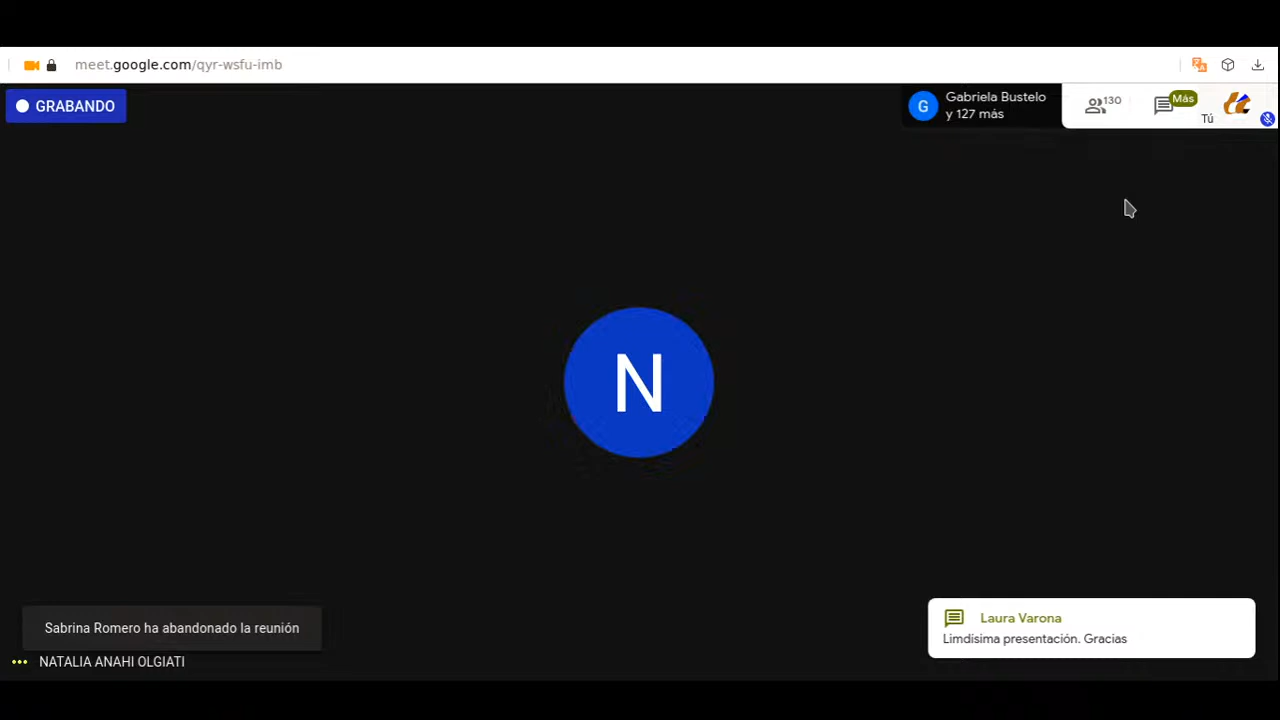 meet.google.com/qyr-wsfu-imb
GRABANDO
G
Gabriela Bustelo
y 127 más
130
Más
Tú
N
Sabrina Romero ha abandonado la reunión
NATALIA ANAHI OLGIATI
Laura Varona
Limdísima presentación. Gracias